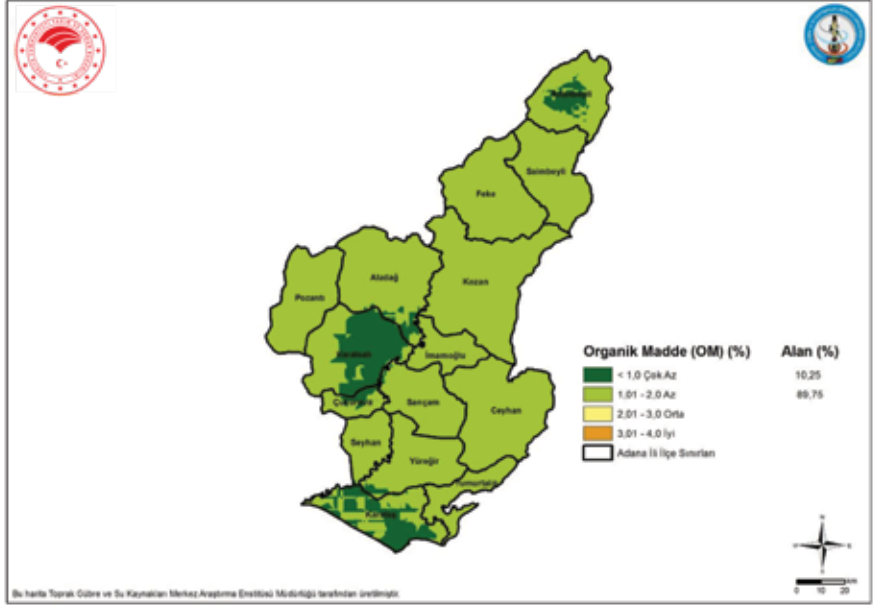 Saimbeyli
Feke
Aladağ
Kozan
Pozantı
Karaisalı
İmamoğlu
Sarıçam
Ceyhan
Seyhan
Yüreğir
Yumurtalık
Karataş
Organik Madde (OM) (%) Alan (%)
< 1,0 Çok Az 10,25
1,01 - 2,0 Az 89,75
2,01 - 3,0 Orta
3,01 - 4,0 İyi
Adana İli İlçe Sınırları
N
W E
S
km
0 10 20
Bu harita Toprak Gübre ve Su Kaynakları Merkez Araştırma Enstitüsü Müdürlüğü tarafından üretilmiştir.